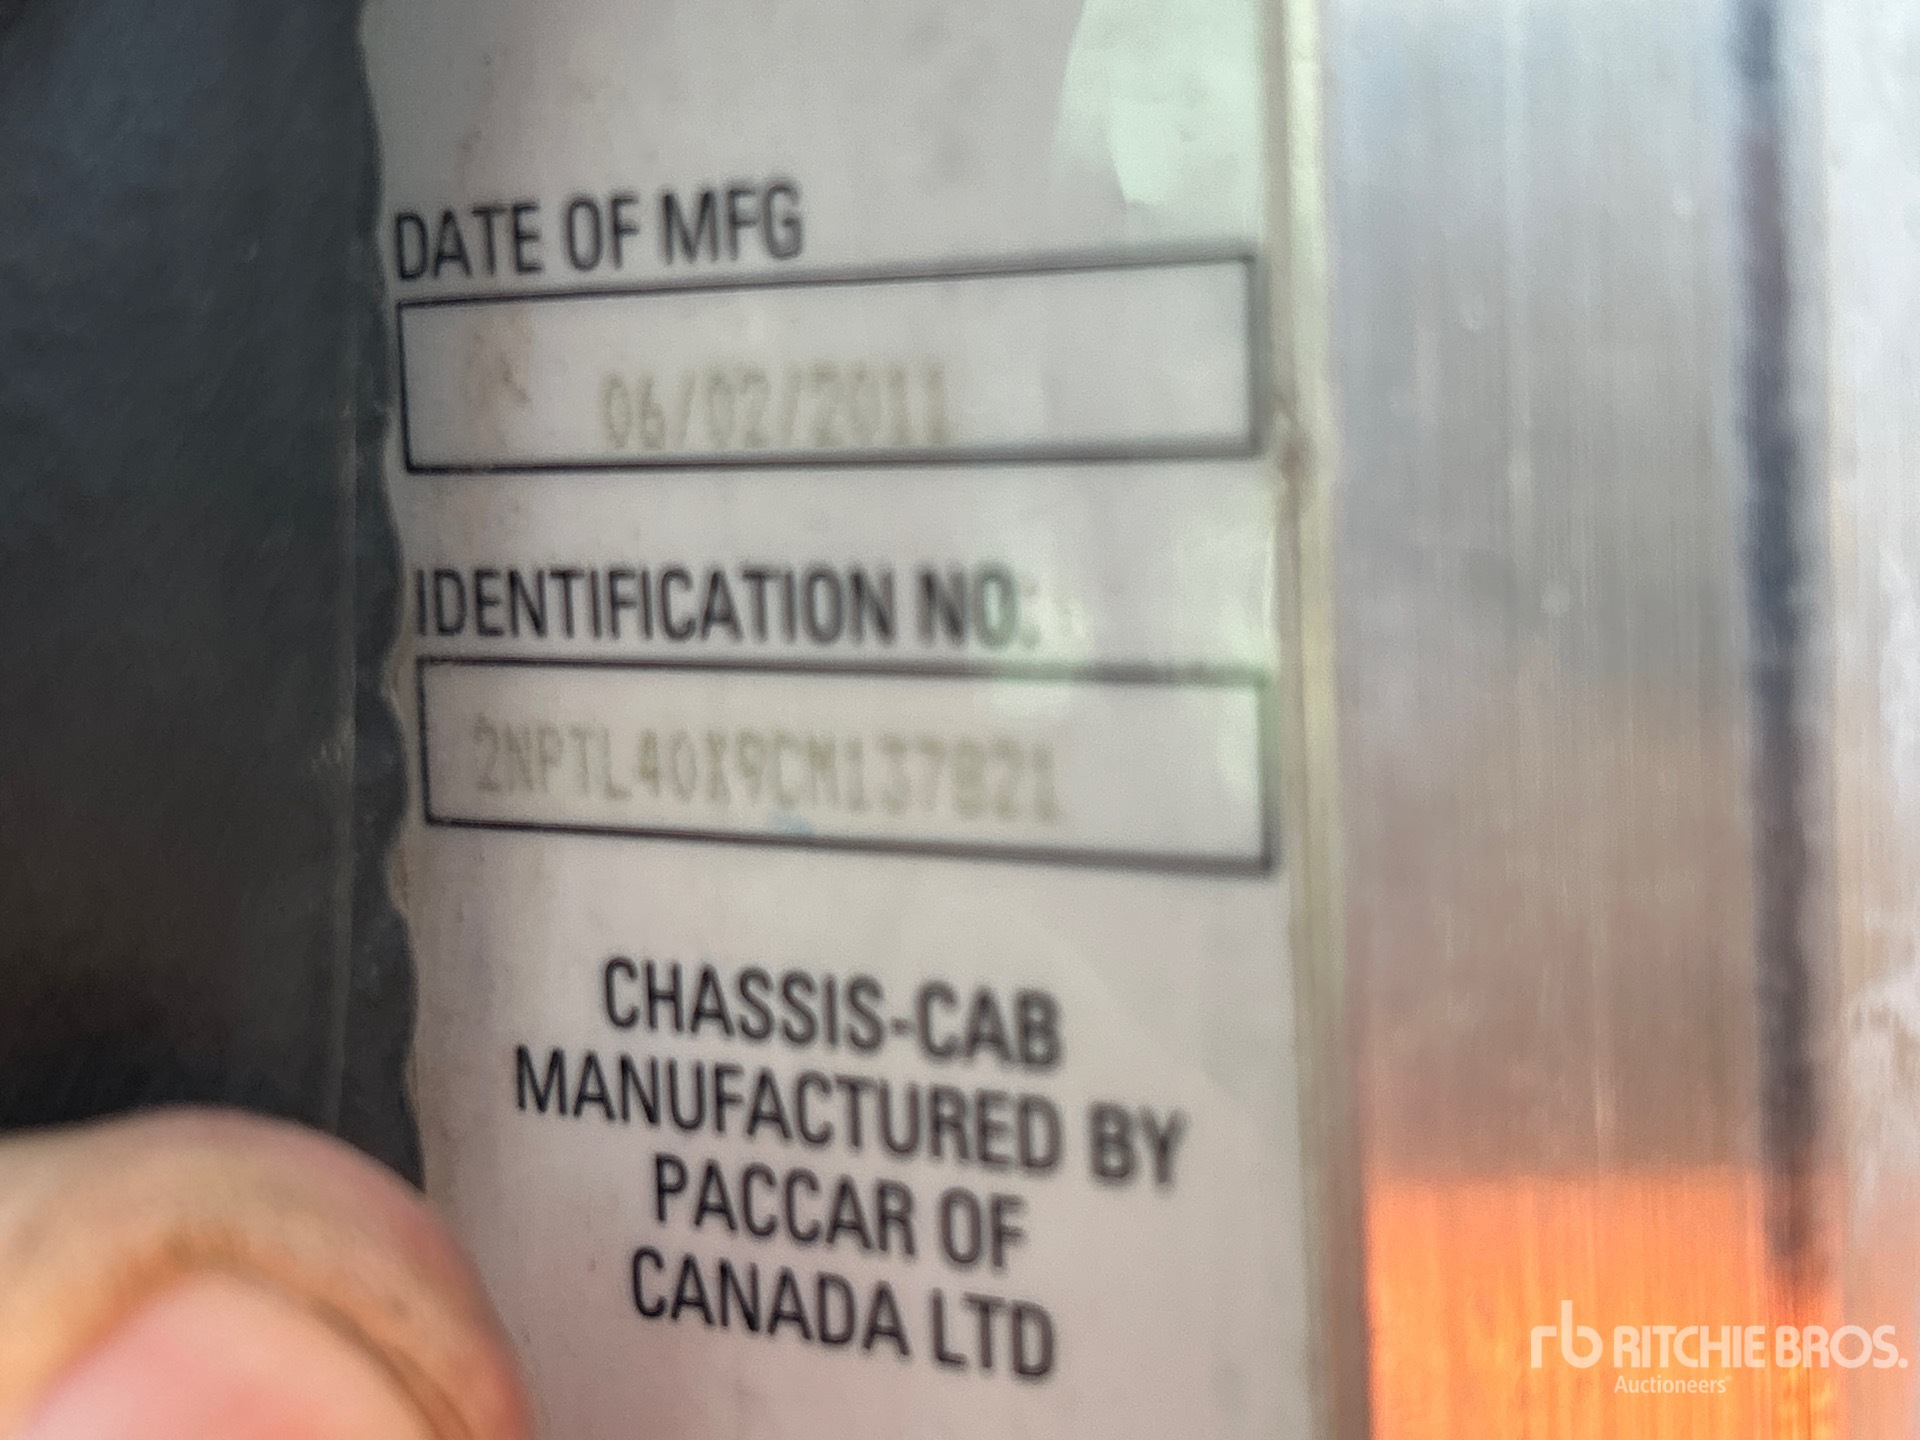 DATE OF MFG
06/02/2011
IDENTIFICATION NO.
2NPTL40X9CM137821
CHASSIS-CAB
MANUFACTURED BY
PACCAR OF
CANADA LTD
rb RITCHIE BROS.
Auctioneers